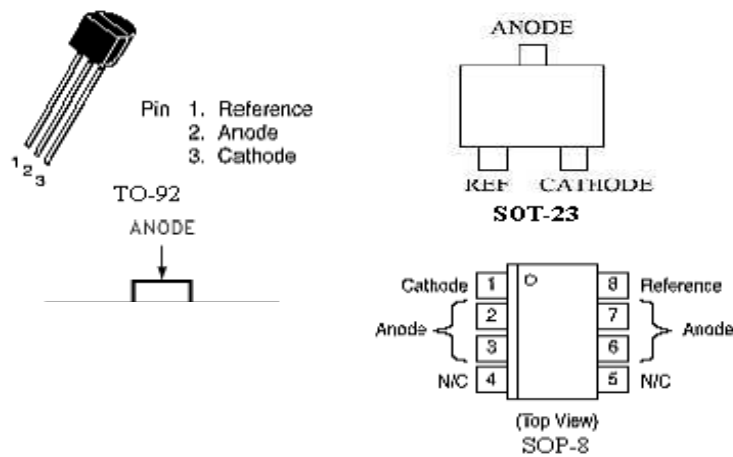 Pin 1. Reference
2. Anode
3. Cathode
1 2 3
TO-92
ANODE
ANODE
REF CATHODE
SOT-23
Cathode 1 8 Reference
2 7
Anode Anode
3 6
N/C 4 5 N/C
(Top View)
SOP-8